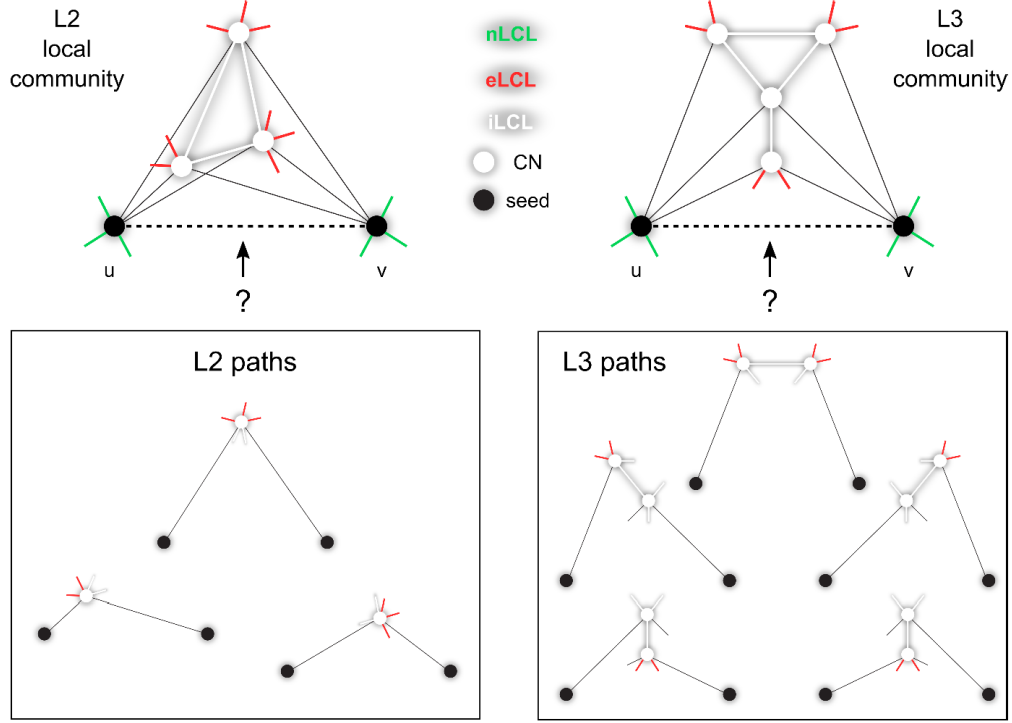 L2
local
community
nLCL
eLCL
iLCL
CN
seed
L3
local
community
u
v
?
u
v
?
L2 paths
L3 paths